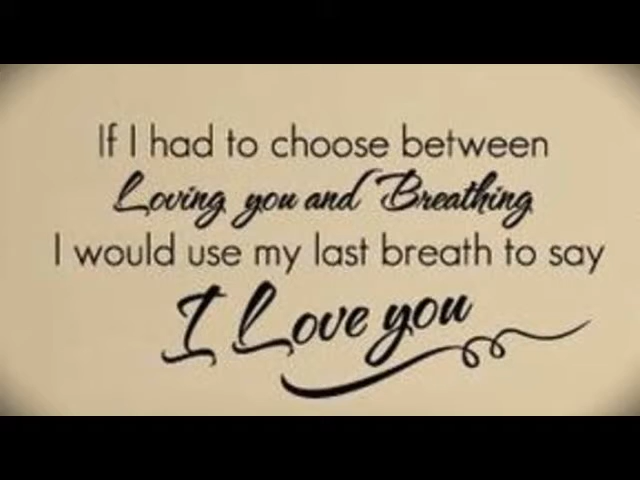 If I had to choose between
Loving you and Breathing
I would use my last breath to say
I Love you